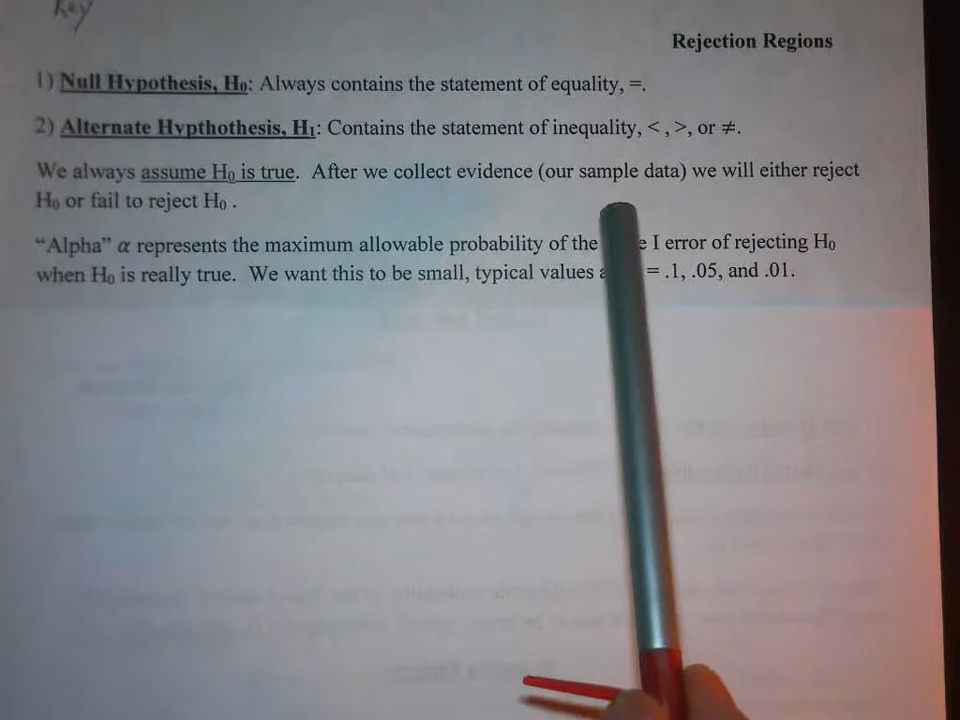 Key
Rejection Regions
1) Null Hypothesis, H₀: Always contains the statement of equality, =.
2) Alternate Hypthothesis, H₁: Contains the statement of inequality, < , >, or ≠.
We always assume H₀ is true. After we collect evidence (our sample data) we will either reject
H₀ or fail to reject H₀ .
“Alpha” α represents the maximum allowable probability of the I error of rejecting H₀
when H₀ is really true. We want this to be small, typical values = .1, .05, and .01.